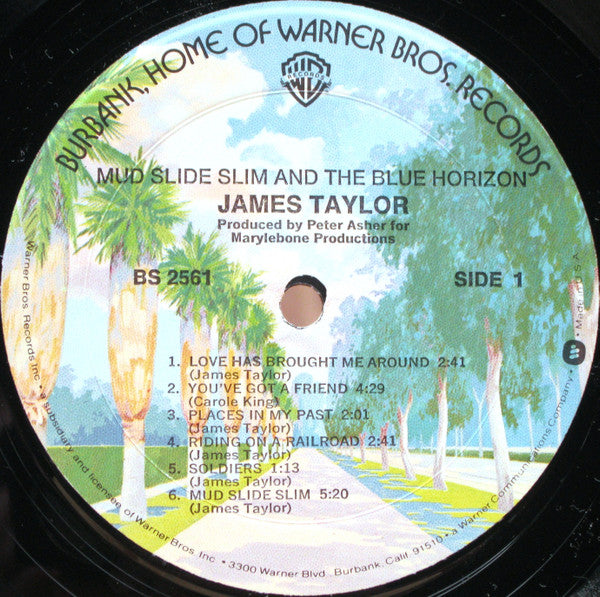 BURBANK, HOME OF WARNER BROS. RECORDS
RECORDS
MUD SLIDE SLIM AND THE BLUE HORIZON
JAMES TAYLOR
Produced by Peter Asher for
Marylebone Productions
BS 2561
SIDE 1
1. LOVE HAS BROUGHT ME AROUND 2:41
(James Taylor)
2. YOU'VE GOT A FRIEND 4:29
(Carole King)
3. PLACES IN MY PAST 2:01
(James Taylor)
4. RIDING ON A RAILROAD 2:41
(James Taylor)
5. SOLDIERS 1:13
(James Taylor)
6. MUD SLIDE SLIM 5:20
(James Taylor)
Warner Bros. Records Inc. • a subsidiary and licensee of Warner Bros. Inc. • 3300 Warner Blvd., Burbank, Calif. 91510 • a Warner Communications Company • Made in U.S.A.